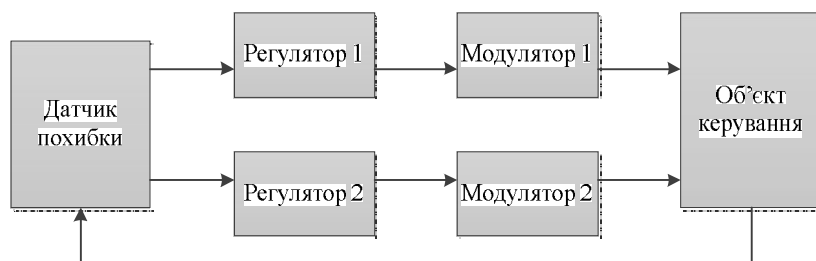 Датчик
похибки
Регулятор 1
Модулятор 1
Об’єкт
керування
Регулятор 2
Модулятор 2